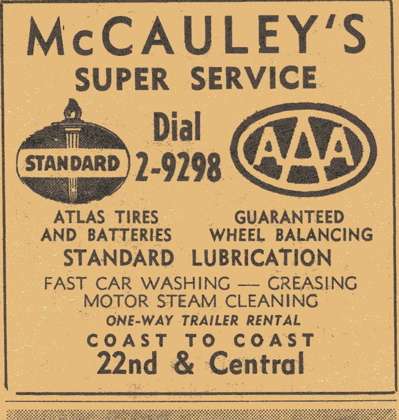 McCAULEY'S
SUPER SERVICE
STANDARD
Dial
2-9298
AAA
ATLAS TIRES
AND BATTERIES
GUARANTEED
WHEEL BALANCING
STANDARD LUBRICATION
FAST CAR WASHING — GREASING
MOTOR STEAM CLEANING
ONE-WAY TRAILER RENTAL
COAST TO COAST
22nd & Central